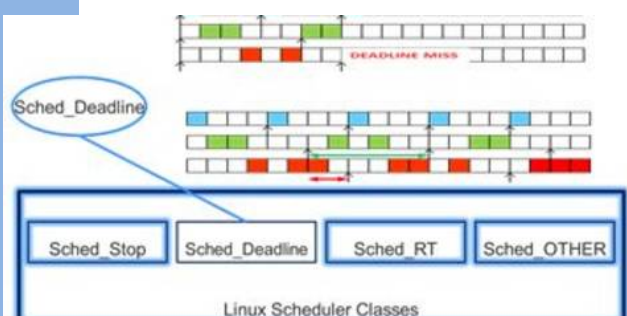 DEADLINE MISS
Sched_Deadline
Sched_Stop Sched_Deadline Sched_RT Sched_OTHER
Linux Scheduler Classes